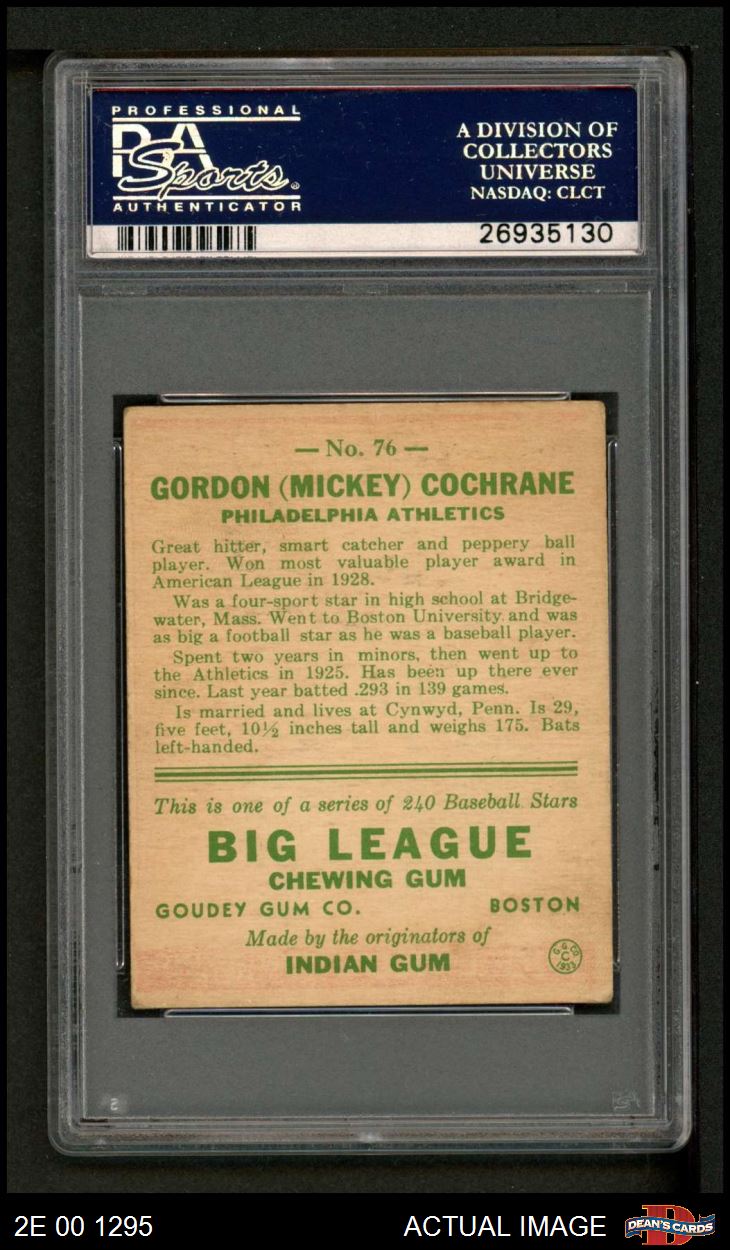 PROFESSIONAL
PSA
Sports®
AUTHENTICATOR
A DIVISION OF
COLLECTORS
UNIVERSE
NASDAQ: CLCT
26935130
— No. 76 —
GORDON (MICKEY) COCHRANE
PHILADELPHIA ATHLETICS
Great hitter, smart catcher and peppery ball
player. Won most valuable player award in
American League in 1928.
Was a four-sport star in high school at Bridge-
water, Mass. Went to Boston University and was
as big a football star as he was a baseball player.
Spent two years in minors, then went up to
the Athletics in 1925. Has been up there ever
since. Last year batted .293 in 139 games.
Is married and lives at Cynwyd, Penn. Is 29,
five feet, 10½ inches tall and weighs 175. Bats
left-handed.
This is one of a series of 240 Baseball Stars
BIG LEAGUE
CHEWING GUM
GOUDEY GUM CO. BOSTON
Made by the originators of
INDIAN GUM
G.G.CO.
C
1933
2E 00 1295
ACTUAL IMAGE
D
DEAN'S CARDS